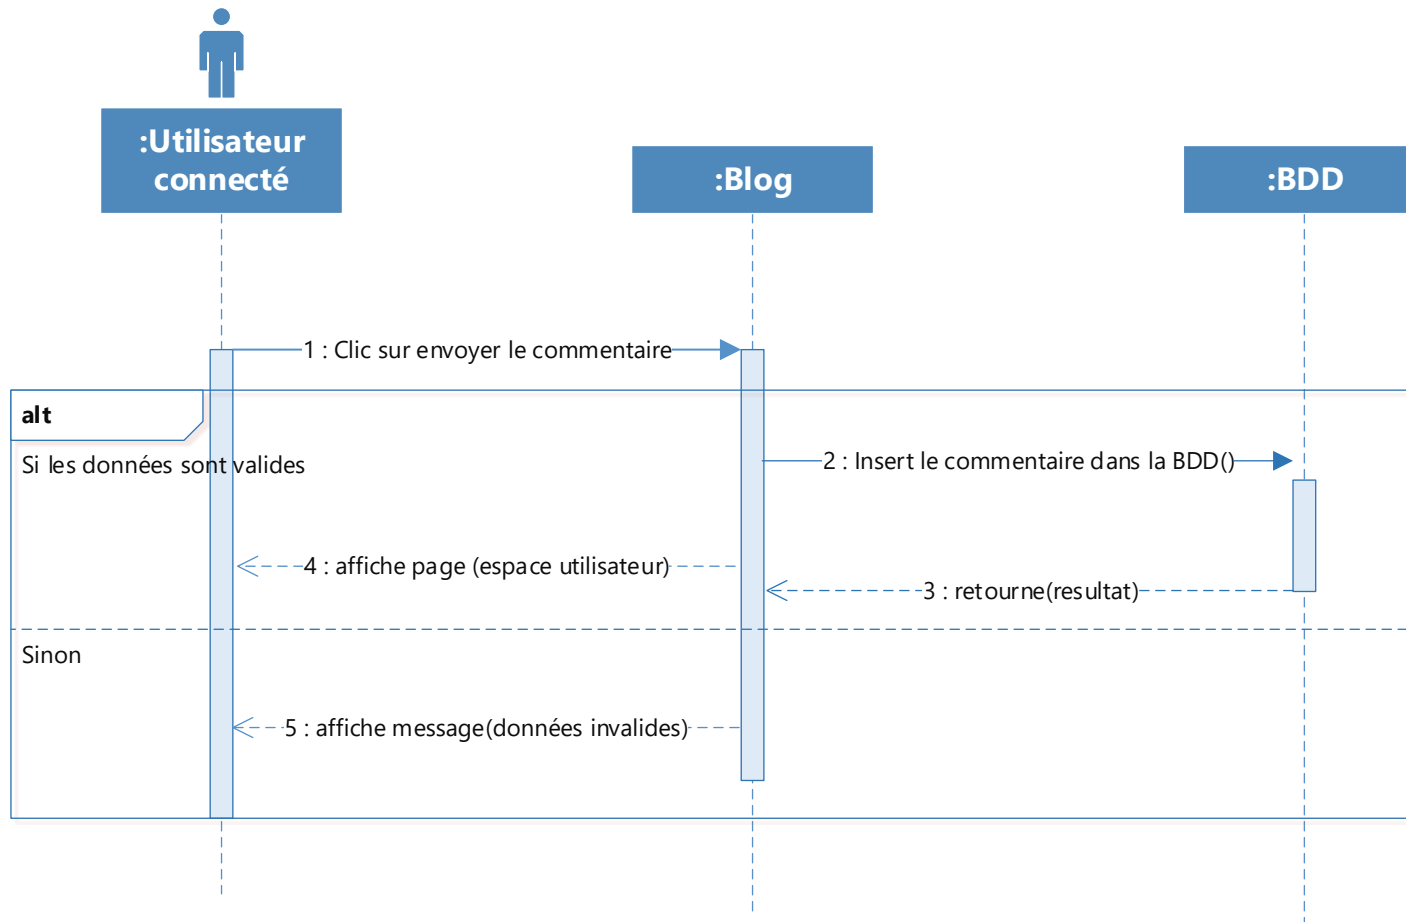 :Utilisateur
connecté
:Blog
:BDD
1 : Clic sur envoyer le commentaire
alt
Si les données sont valides
2 : Insert le commentaire dans la BDD()
4 : affiche page (espace utilisateur)
3 : retourne(resultat)
Sinon
5 : affiche message(données invalides)